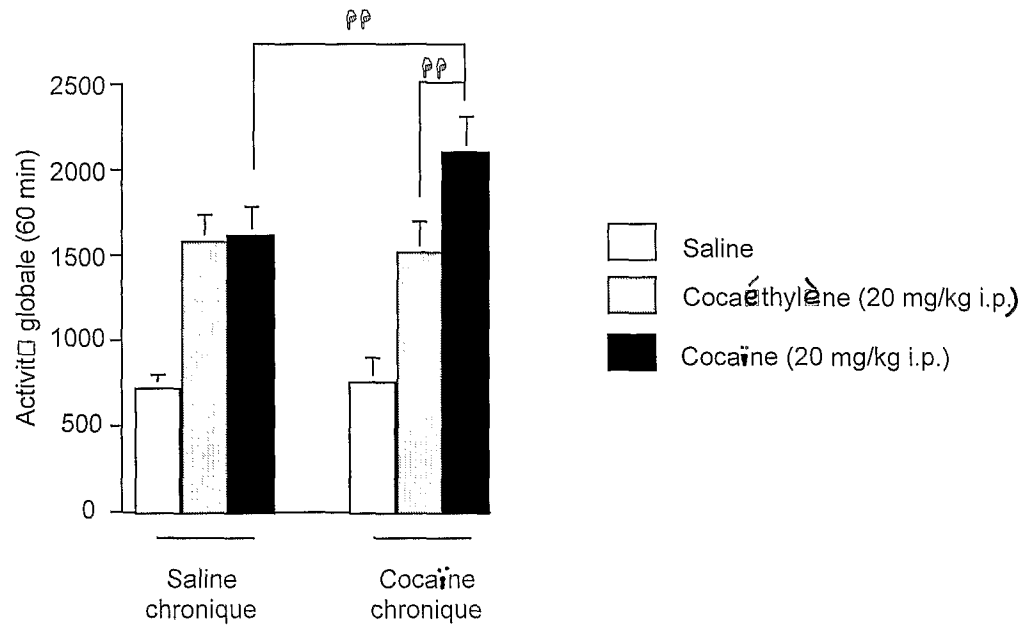 2500
2000
1500
1000
500
0
Activit□ globale (60 min)
Saline
chronique
Cocaïne
chronique
Saline
Cocaéthylène (20 mg/kg i.p.)
Cocaïne (20 mg/kg i.p.)